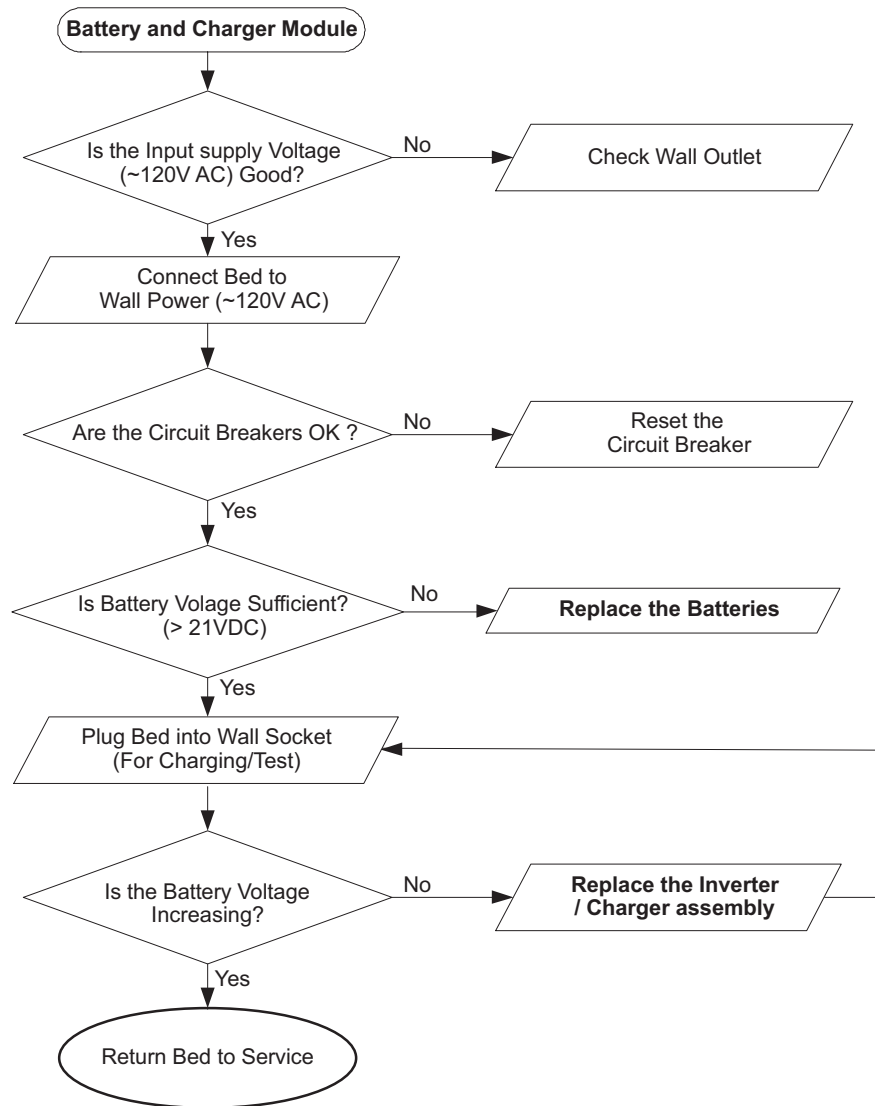 Battery and Charger Module
Is the Input supply Voltage
(~120V AC) Good?
No
Check Wall Outlet
Yes
Connect Bed to
Wall Power (~120V AC)
Are the Circuit Breakers OK ?
No
Reset the
Circuit Breaker
Yes
Is Battery Volage Sufficient?
(> 21VDC)
No
Replace the Batteries
Yes
Plug Bed into Wall Socket
(For Charging/Test)
Is the Battery Voltage
Increasing?
No
Replace the Inverter
/ Charger assembly
Yes
Return Bed to Service